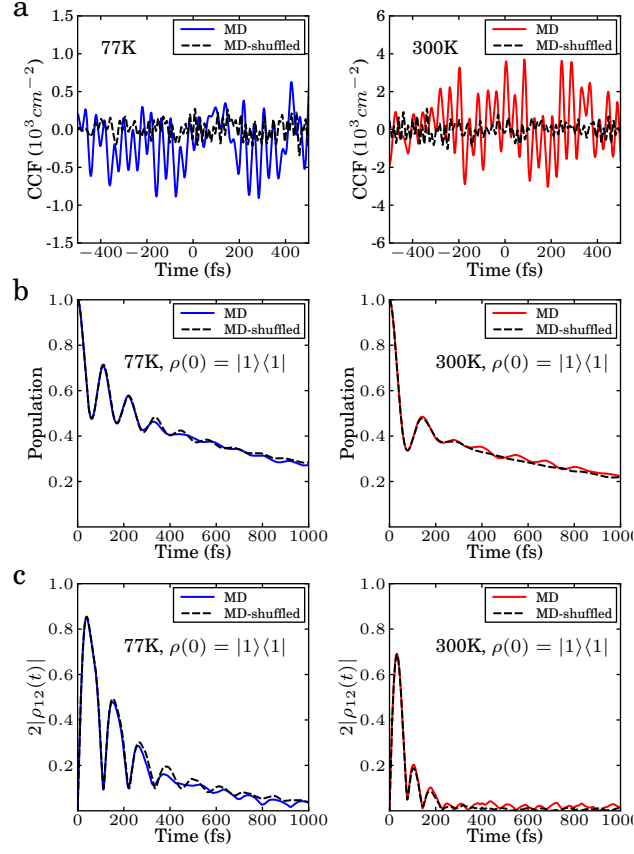 a
1.5
1.0
0.5
0.0
-0.5
-1.0
-1.5
CCF (10³cm⁻²)
77K
MD
MD-shuffled
−400 −200 0 200 400
Time (fs)
6
4
2
0
-2
-4
-6
CCF (10³cm⁻²)
300K
MD
MD-shuffled
−400 −200 0 200 400
Time (fs)
b
1.0
0.8
0.6
0.4
0.2
Population
MD
MD-shuffled
77K, ρ(0) = |1⟩⟨1|
0 200 400 600 800 1000
Time (fs)
1.0
0.8
0.6
0.4
0.2
Population
MD
MD-shuffled
300K, ρ(0) = |1⟩⟨1|
0 200 400 600 800 1000
Time (fs)
c
1.0
0.8
0.6
0.4
0.2
2|ρ₁₂(t)|
MD
MD-shuffled
77K, ρ(0) = |1⟩⟨1|
0 200 400 600 800 1000
Time (fs)
1.0
0.8
0.6
0.4
0.2
2|ρ₁₂(t)|
MD
MD-shuffled
300K, ρ(0) = |1⟩⟨1|
0 200 400 600 800 1000
Time (fs)